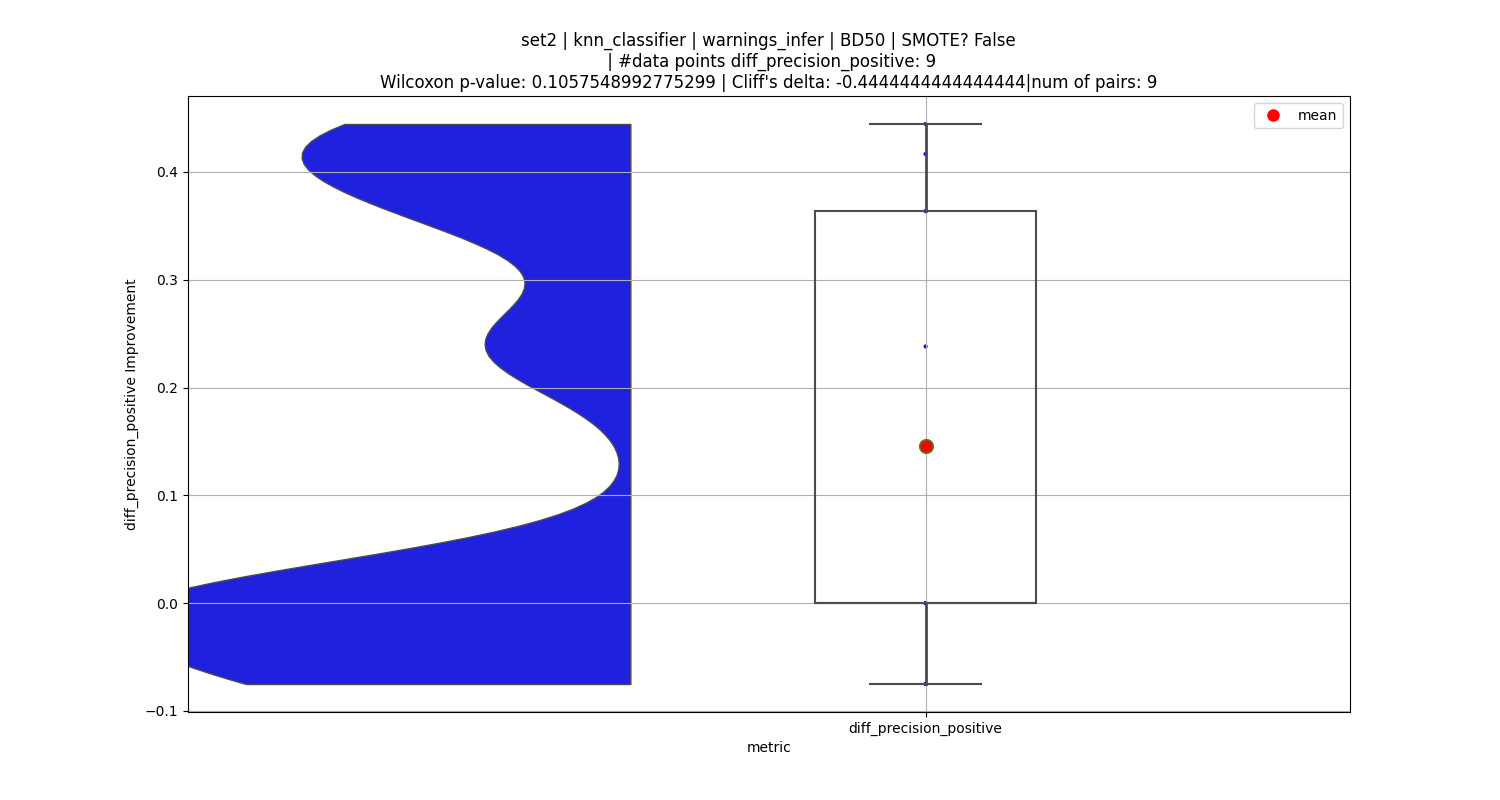 set2 | knn_classifier | warnings_infer | BD50 | SMOTE? False
| #data points diff_precision_positive: 9
Wilcoxon p-value: 0.1057548992775299 | Cliff's delta: -0.4444444444444444|num of pairs: 9
mean
0.4
0.3
0.2
0.1
0.0
−0.1
diff_precision_positive Improvement
diff_precision_positive
metric